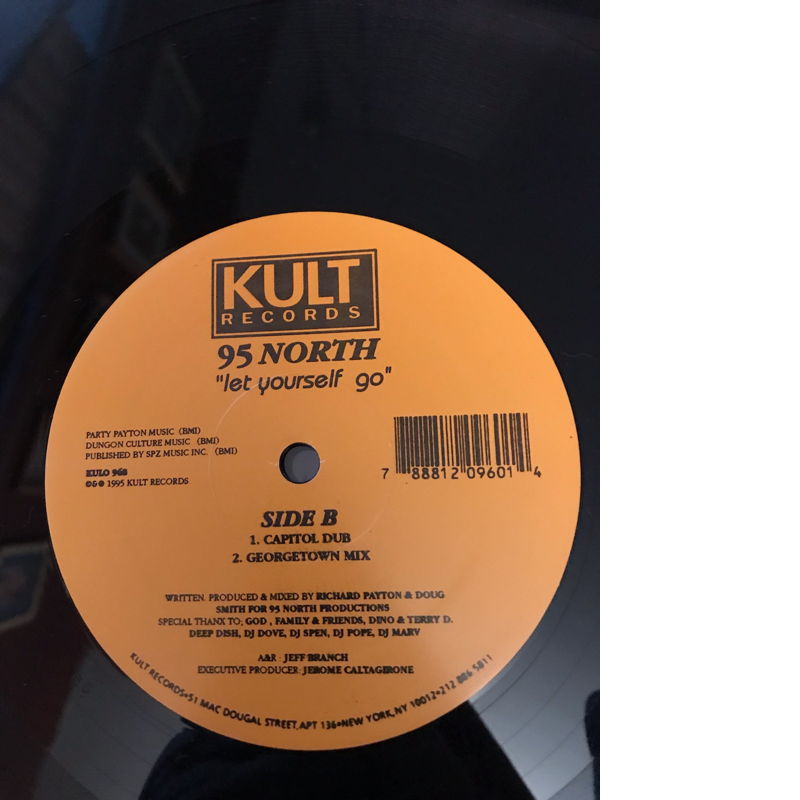 KULT
RECORDS
95 NORTH
"let yourself go"
PARTY PAYTON MUSIC (BMI)
DUNGON CULTURE MUSIC (BMI)
PUBLISHED BY SPZ MUSIC INC. (BMI)
KULO 96B
©&℗ 1995 KULT RECORDS
7 88812 09601 4
SIDE B
1. CAPITOL DUB
2. GEORGETOWN MIX
WRITTEN. PRODUCED & MIXED BY RICHARD PAYTON & DOUG
SMITH FOR 95 NORTH PRODUCTIONS
SPECIAL THANX TO; GOD , FAMILY & FRIENDS, DINO & TERRY D.
DEEP DISH, DJ DOVE, DJ SPEN, DJ POPE, DJ MARV
A&R : JEFF BRANCH
EXECUTIVE PRODUCER: JEROME CALTAGIRONE
KULT RECORDS•51 MAC DOUGAL STREET, APT 136•NEW YORK, NY 10012•212 886 5811